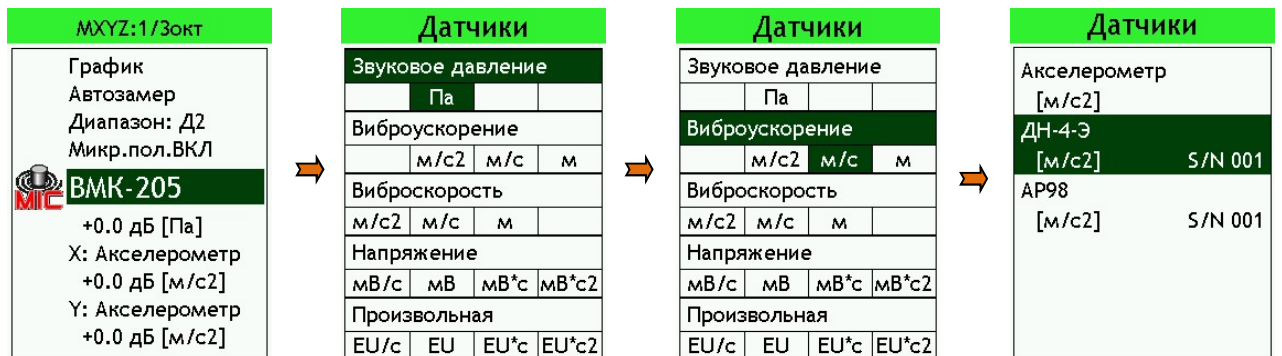 MXYZ:1/3окт
График
Автозамер
Диапазон: Д2
Микр.пол.ВКЛ
MIC
ВМК-205
+0.0 дБ [Па]
X: Акселерометр
+0.0 дБ [м/с2]
Y: Акселерометр
+0.0 дБ [м/с2]
Датчики
Звуковое давление
Па
Виброускорение
м/с2 м/с м
Виброскорость
м/с2 м/с м
Напряжение
мВ/с мВ мВ*с мВ*с2
Произвольная
EU/с EU EU*с EU*с2
Датчики
Звуковое давление
Па
Виброускорение
м/с2 м/с м
Виброскорость
м/с2 м/с м
Напряжение
мВ/с мВ мВ*с мВ*с2
Произвольная
EU/с EU EU*с EU*с2
Датчики
Акселерометр
[м/с2]
ДН-4-Э
[м/с2] S/N 001
АР98
[м/с2] S/N 001